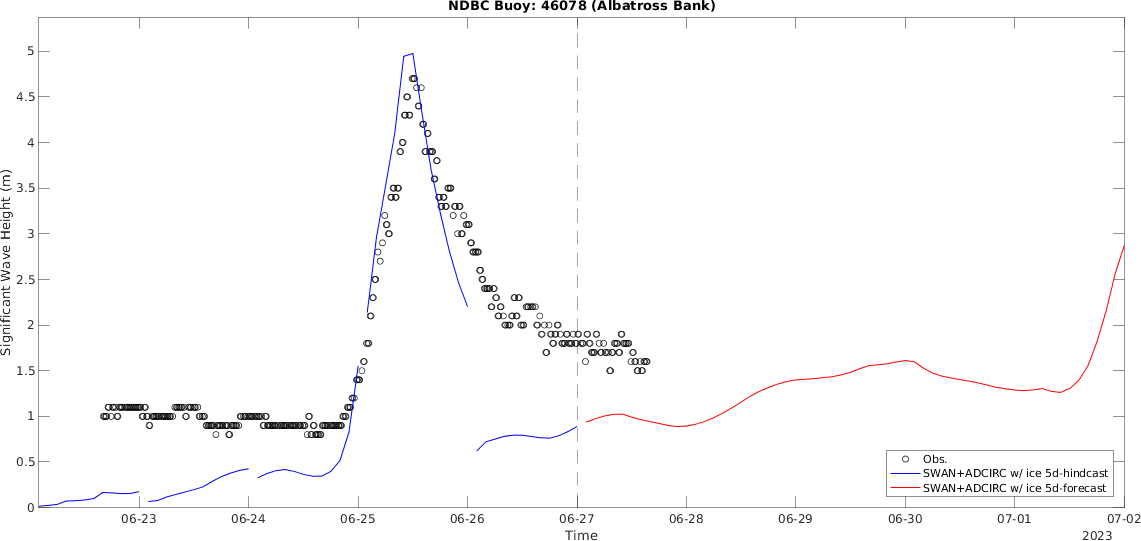 NDBC Buoy: 46078 (Albatross Bank)
Significant Wave Height (m)
5
4.5
4
3.5
3
2.5
2
1.5
1
0.5
0
Obs.
SWAN+ADCIRC w/ ice 5d-hindcast
SWAN+ADCIRC w/ ice 5d-forecast
06-23 06-24 06-25 06-26 06-27 06-28 06-29 06-30 07-01 07-02
Time
2023